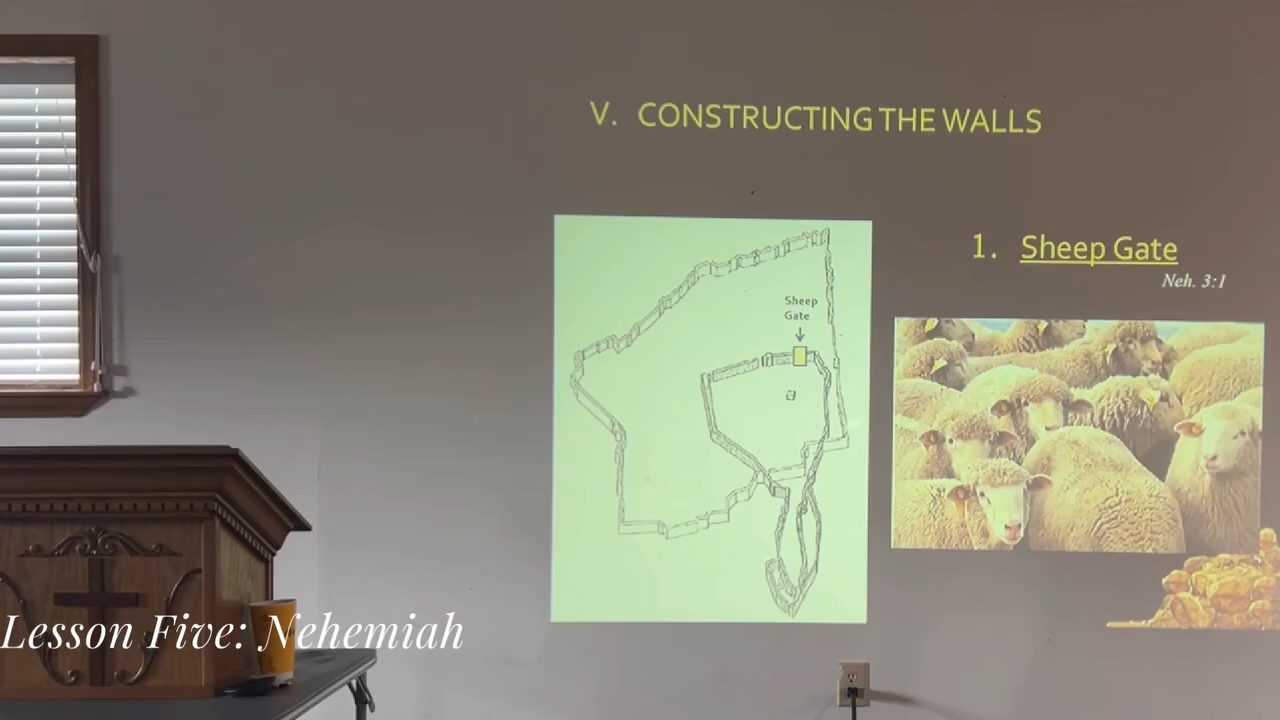 V. CONSTRUCTING THE WALLS
1. Sheep Gate
Neh. 3:1
Sheep
Gate
Lesson Five: Nehemiah